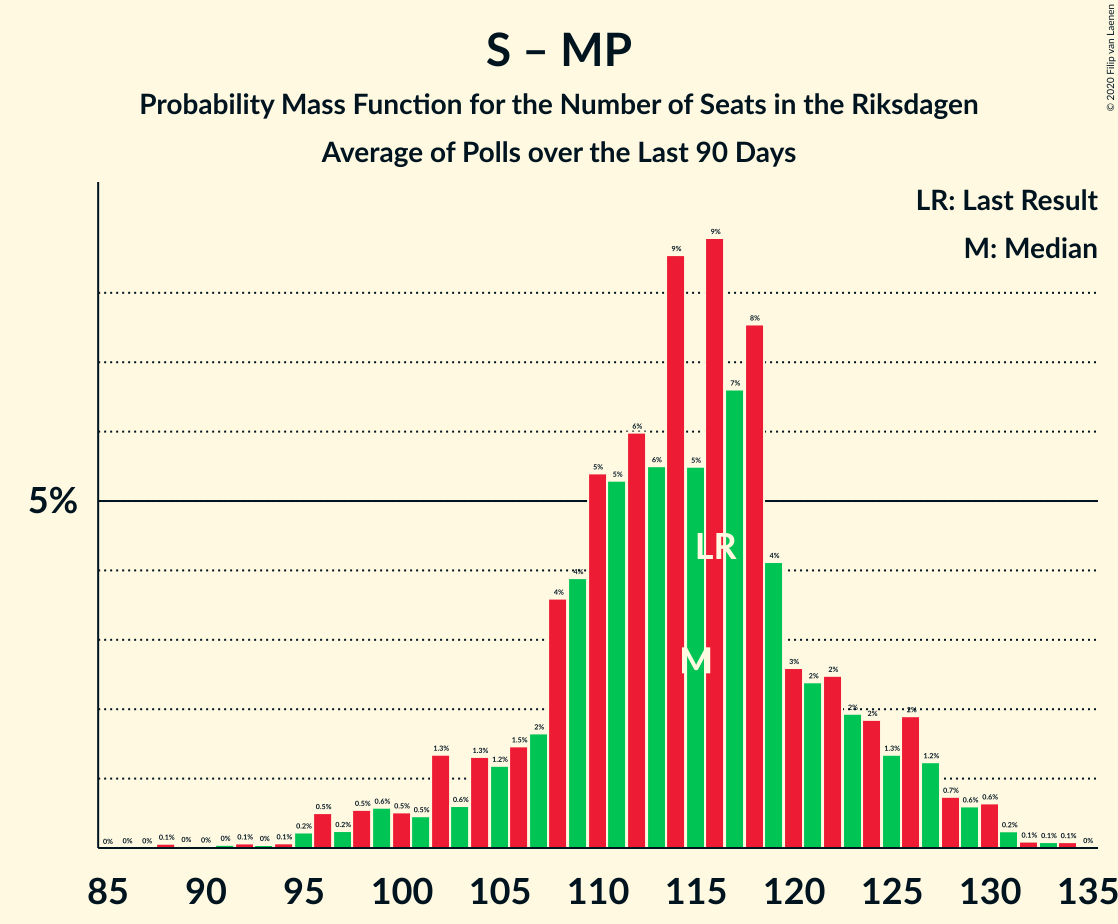 S – MP
Probability Mass Function for the Number of Seats in the Riksdagen
Average of Polls over the Last 90 Days
© 2020 Filip van Laenen
LR: Last Result
M: Median
5%
0% 0% 0% 0.1% 0% 0% 0% 0.1% 0% 0.1% 0.2% 0.5% 0.2% 0.5% 0.6% 0.5% 0.5% 1.3% 0.6% 1.3% 1.2% 1.5% 2% 4% 4% 5% 5% 6% 6% 9% 5% 9% 7% 8% 4% 3% 2% 2% 2% 2% 1.3% 2% 1.2% 0.7% 0.6% 0.6% 0.2% 0.1% 0.1% 0.1% 0%
LR
M
85 90 95 100 105 110 115 120 125 130 135